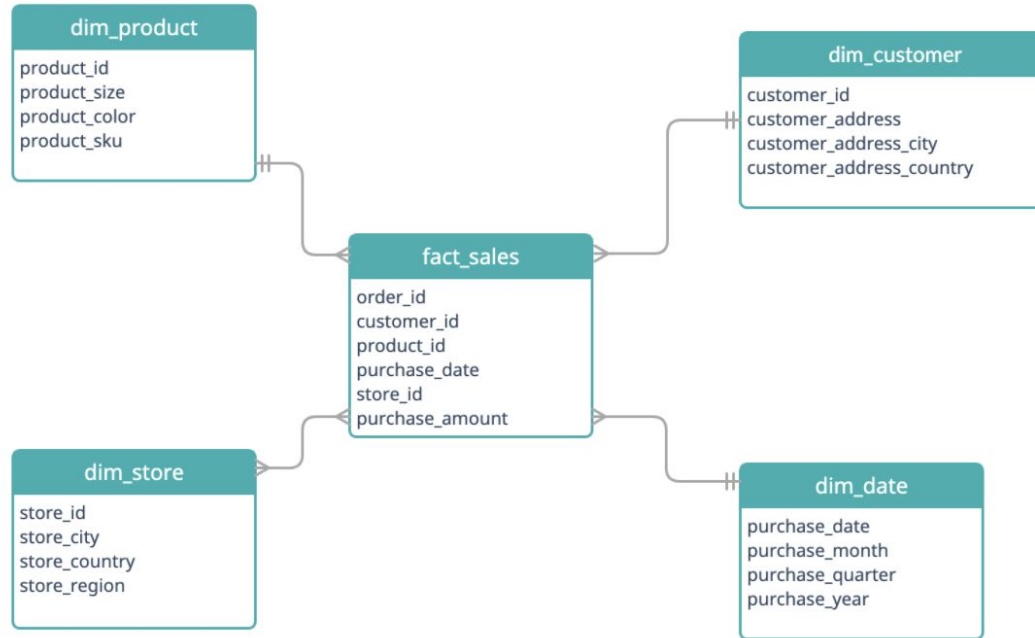 dim_product
product_id
product_size
product_color
product_sku
dim_customer
customer_id
customer_address
customer_address_city
customer_address_country
fact_sales
order_id
customer_id
product_id
purchase_date
store_id
purchase_amount
dim_store
store_id
store_city
store_country
store_region
dim_date
purchase_date
purchase_month
purchase_quarter
purchase_year